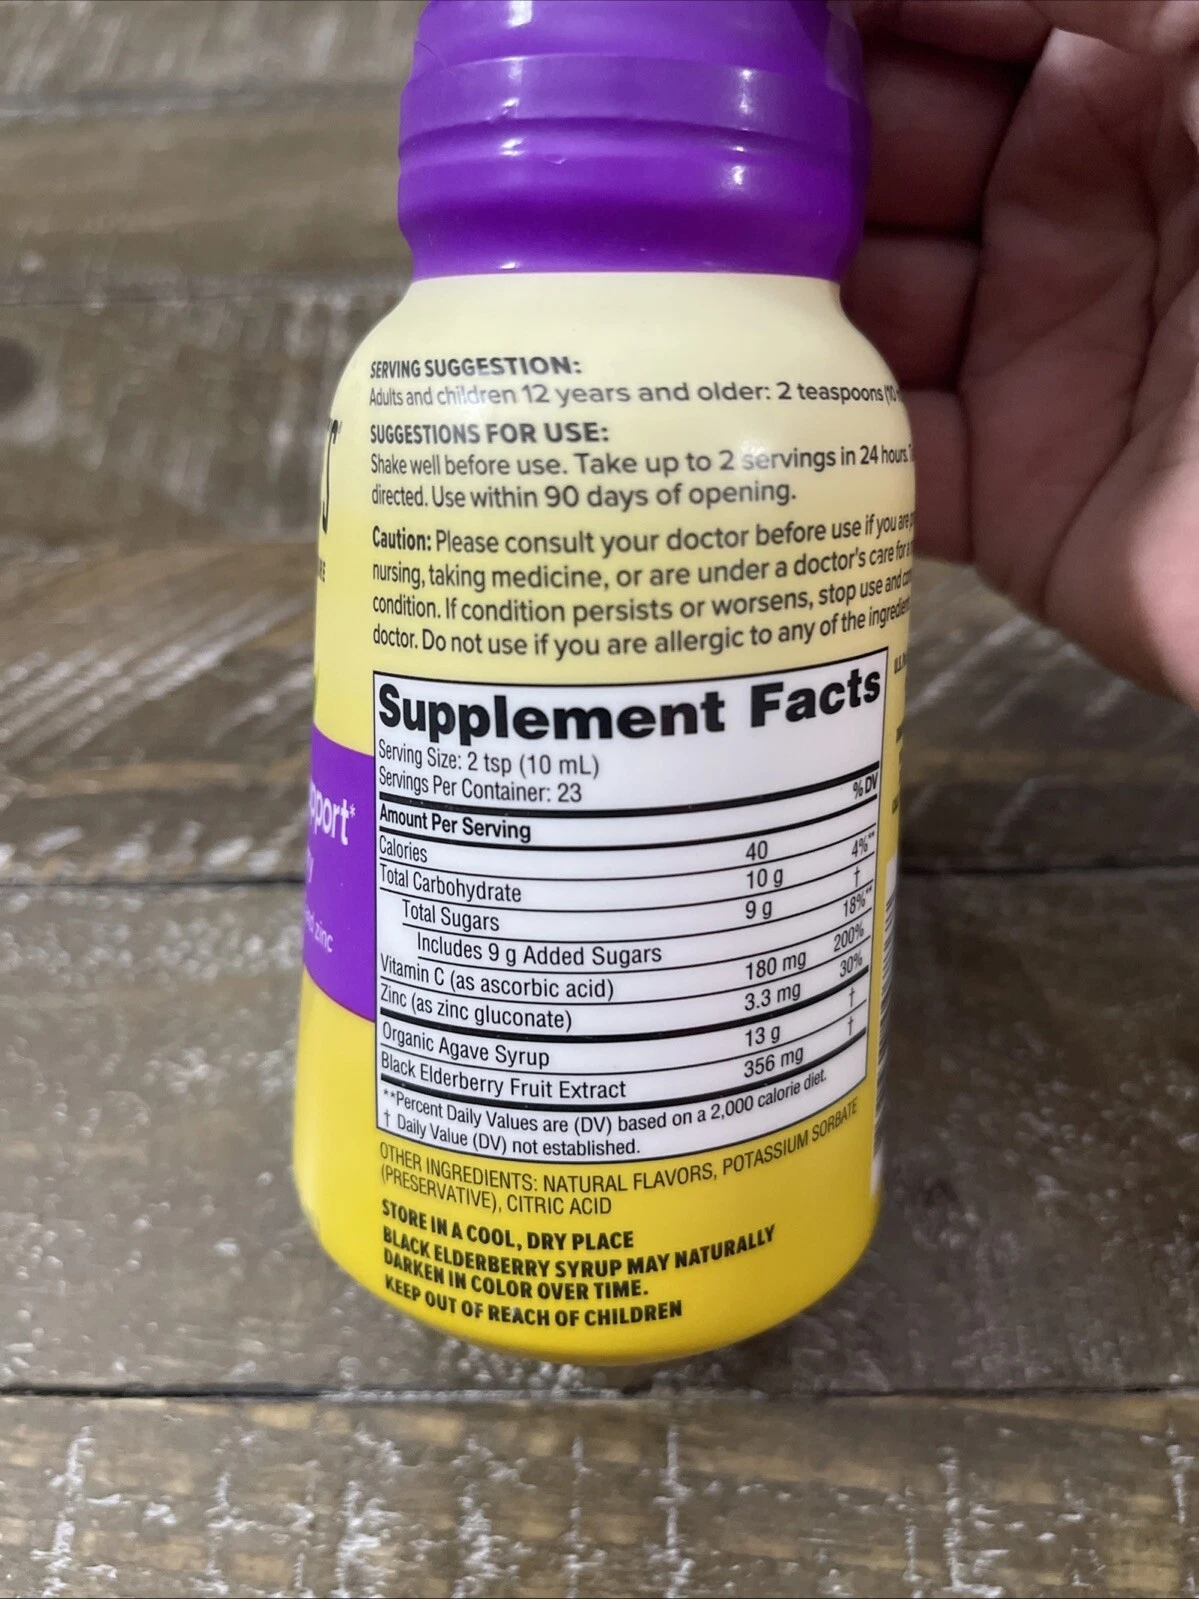 SERVING SUGGESTION:
Adults and children 12 years and older: 2 teaspoons
SUGGESTIONS FOR USE:
Shake well before use. Take up to 2 servings in 24 hours.
directed. Use within 90 days of opening.
Caution: Please consult your doctor before use if you are
nursing, taking medicine, or are under a doctor's care for
condition. If condition persists or worsens, stop use and
doctor. Do not use if you are allergic to any of the
Supplement Facts
Serving Size: 2 tsp (10 mL)
Servings Per Container: 23
% DV
Amount Per Serving
Calories 40
Total Carbohydrate 10 g 4%**
Total Sugars 9 g †
Includes 9 g Added Sugars 18%**
Vitamin C (as ascorbic acid) 180 mg 200%
Zinc (as zinc gluconate) 3.3 mg 30%
Organic Agave Syrup 13 g †
Black Elderberry Fruit Extract 356 mg †
**Percent Daily Values are (DV) based on a 2,000 calorie diet.
† Daily Value (DV) not established.
OTHER INGREDIENTS: NATURAL FLAVORS, POTASSIUM SORBATE
(PRESERVATIVE), CITRIC ACID
STORE IN A COOL, DRY PLACE
BLACK ELDERBERRY SYRUP MAY NATURALLY
DARKEN IN COLOR OVER TIME.
KEEP OUT OF REACH OF CHILDREN
zinc